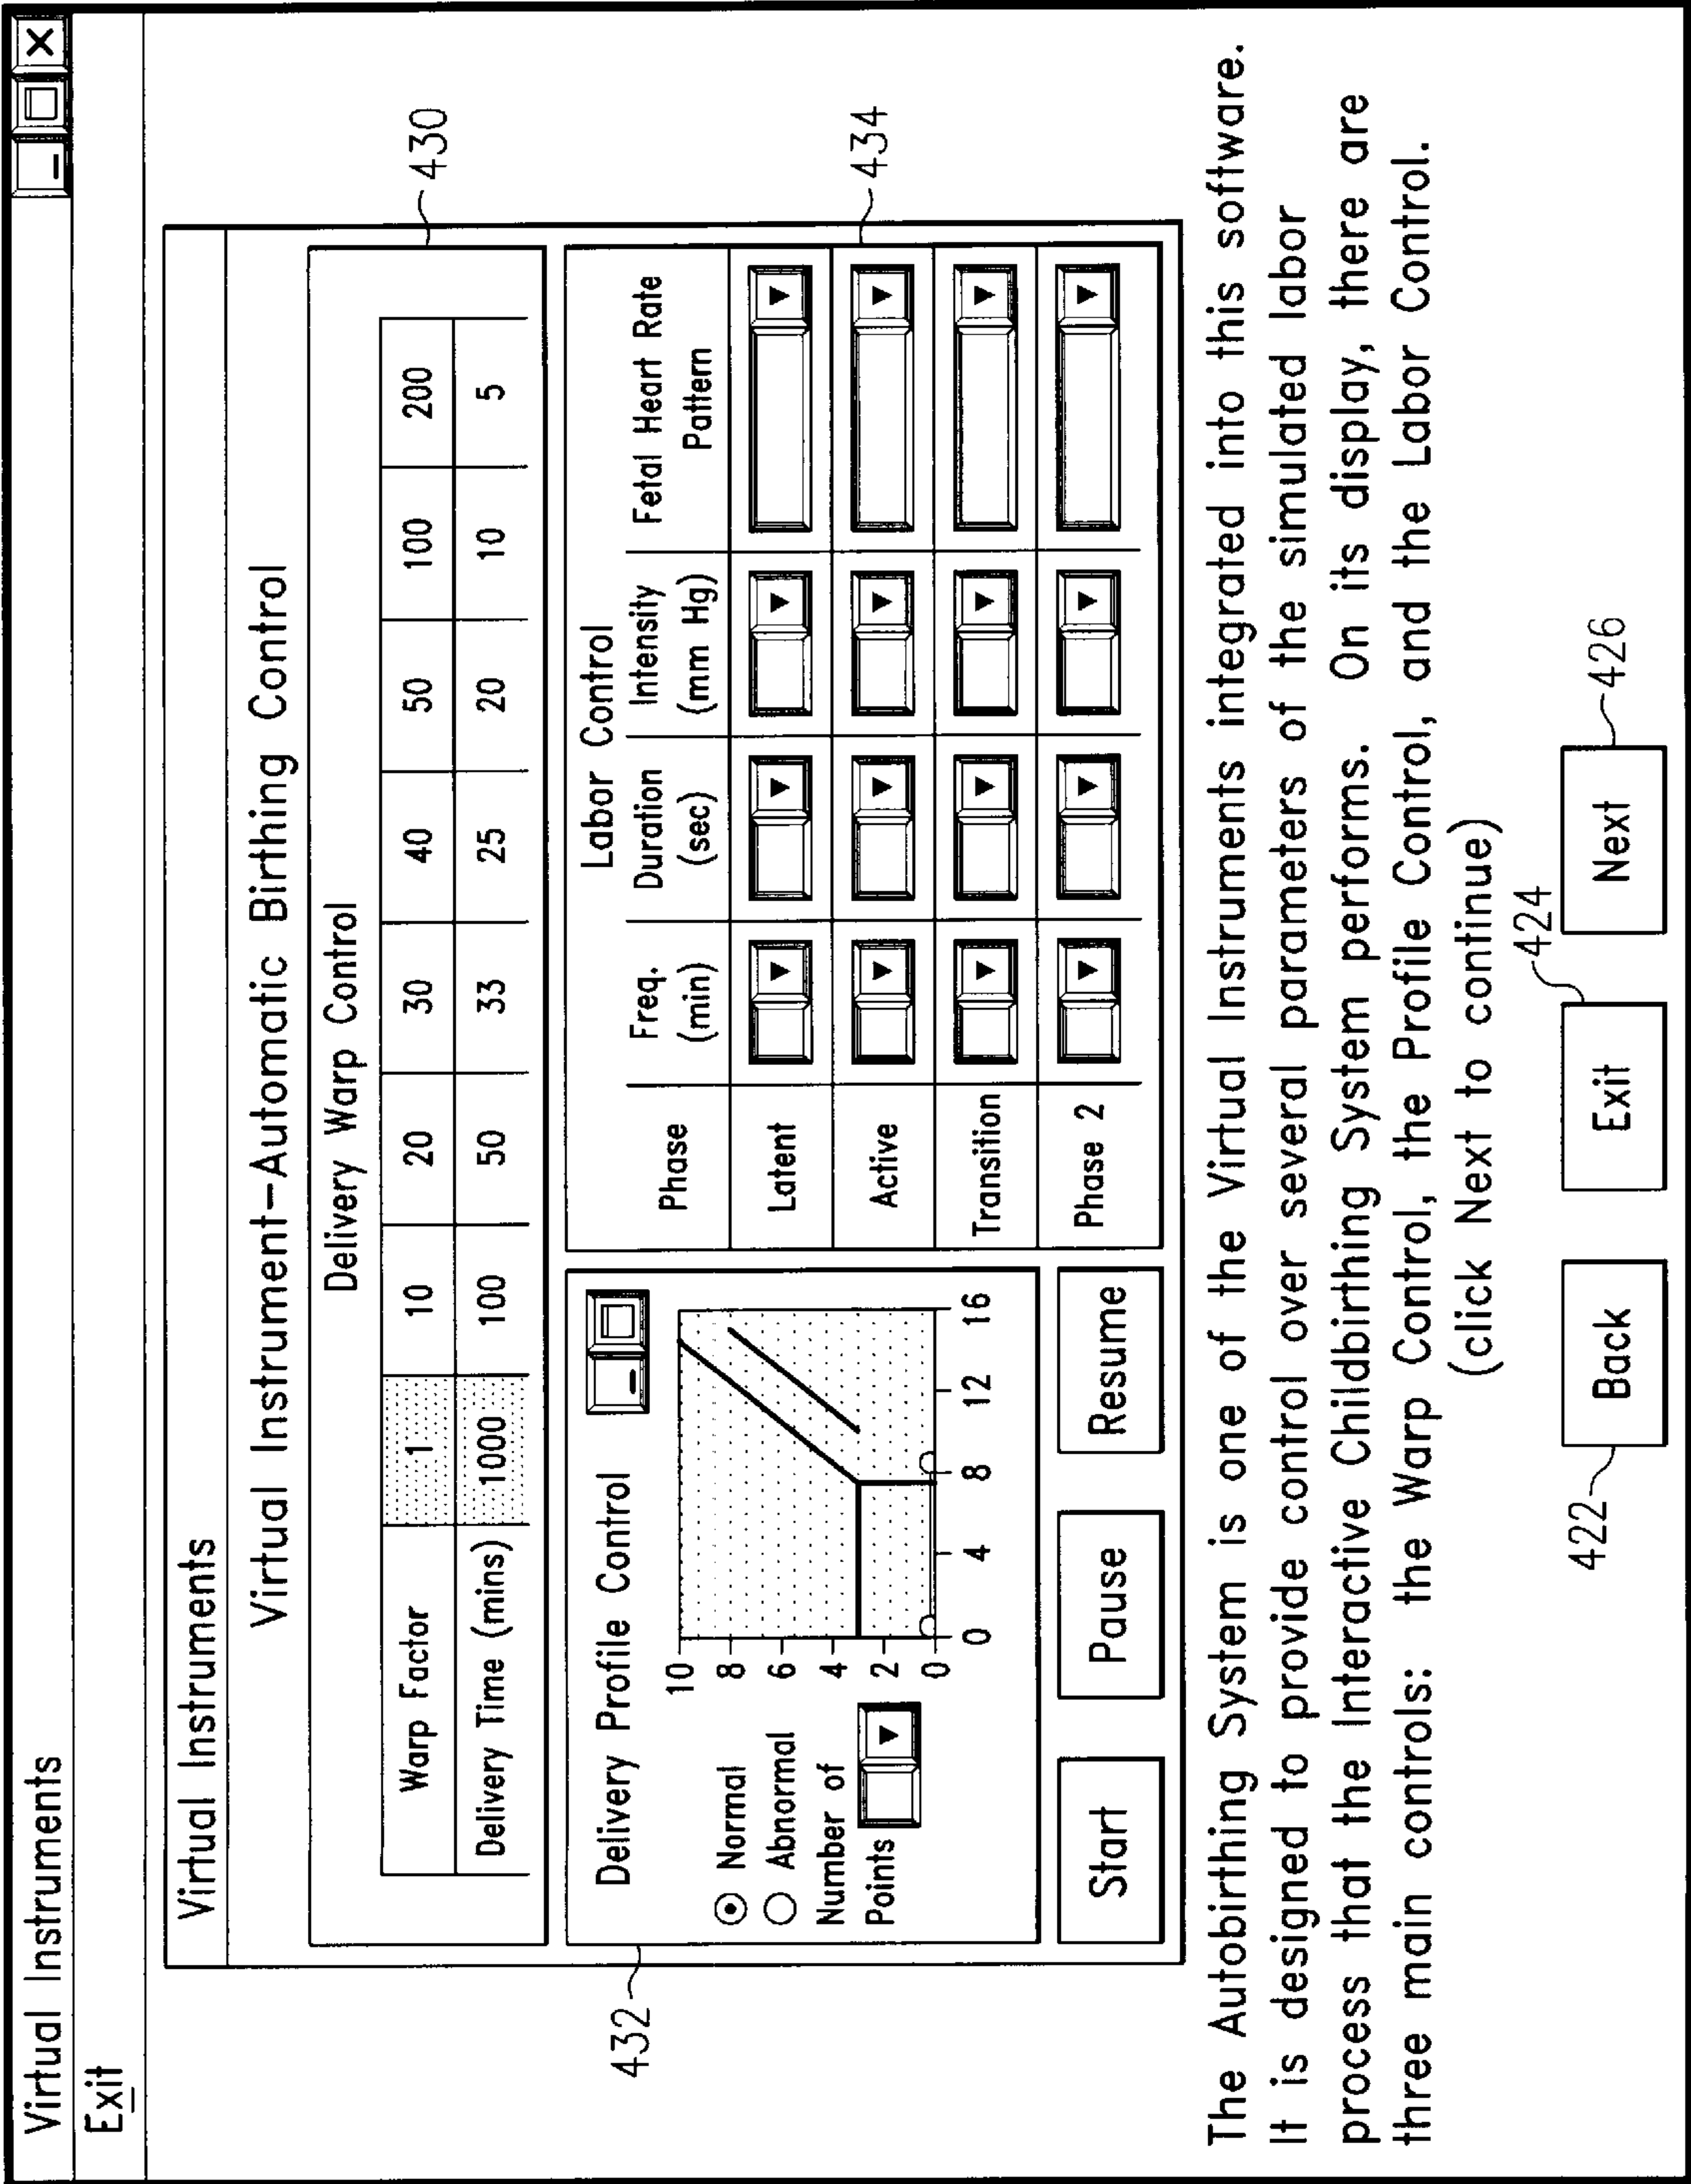 Virtual Instruments
Exit
Virtual Instruments
Virtual Instrument-Automatic Birthing Control
Delivery Warp Control
Warp Factor 1 10 20 30 40 50 100 200
Delivery Time (mins) 1000 100 50 33 25 20 10 5
430
432
Delivery Profile Control
Normal
Abnormal
Number of
Points
10
8
6
4
2
0
0 4 8 12 16
Labor Control
Phase Freq. (min) Duration (sec) Intensity (mm Hg) Fetal Heart Rate Pattern
Latent
Active
Transition
Phase 2
434
Start Pause Resume
The Autobirthing System is one of the Virtual Instruments integrated into this software.
It is designed to provide control over several parameters of the simulated labor
process that the Interactive Childbirthing System performs. On its display, there are
three main controls: the Warp Control, the Profile Control, and the Labor Control.
(click Next to continue)
422 Back 424 Exit Next 426